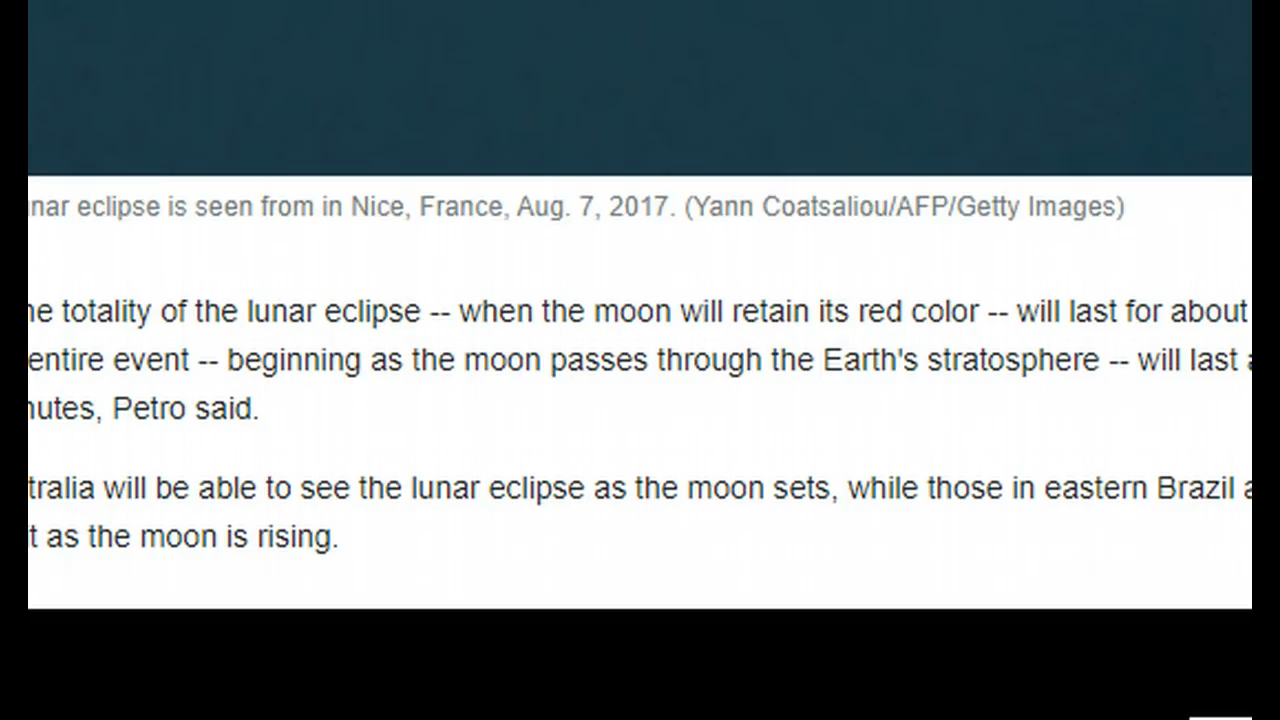 eclipse is seen from in Nice, France, Aug. 7, 2017. (Yann Coatsaliou/AFP/Getty Images)
totality of the lunar eclipse -- when the moon will retain its red color -- will last for about
entire event -- beginning as the moon passes through the Earth's stratosphere -- will last
nutes, Petro said.
tralia will be able to see the lunar eclipse as the moon sets, while those in eastern Brazil
t as the moon is rising.